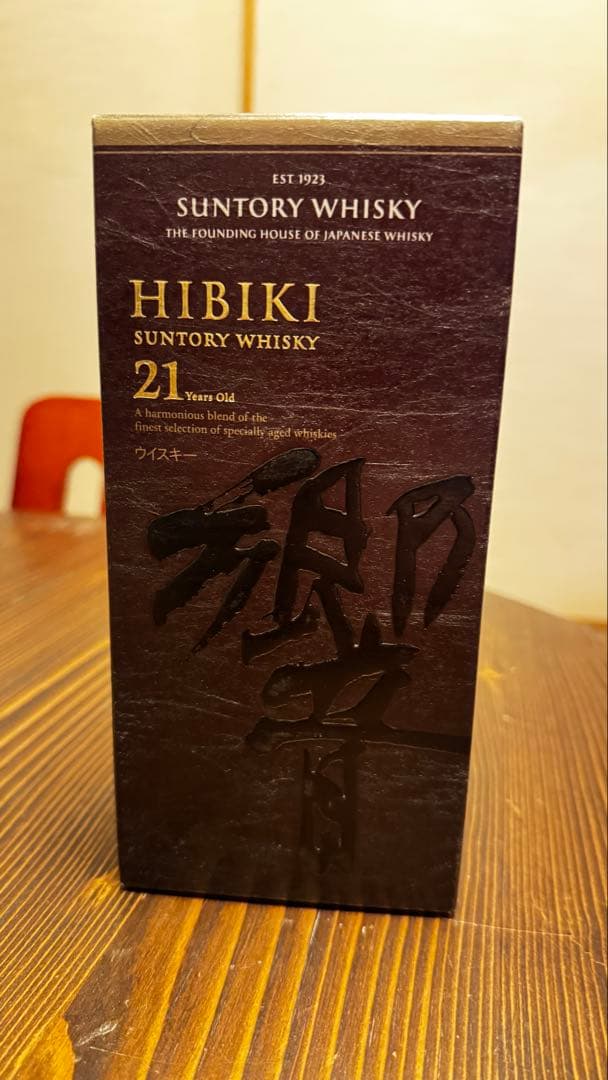 EST 1923
SUNTORY WHISKY
THE FOUNDING HOUSE OF JAPANESE WHISKY
HIBIKI
SUNTORY WHISKY
21 Years Old
A harmonious blend of the
finest selection of specially aged whiskies
ウイスキー
響